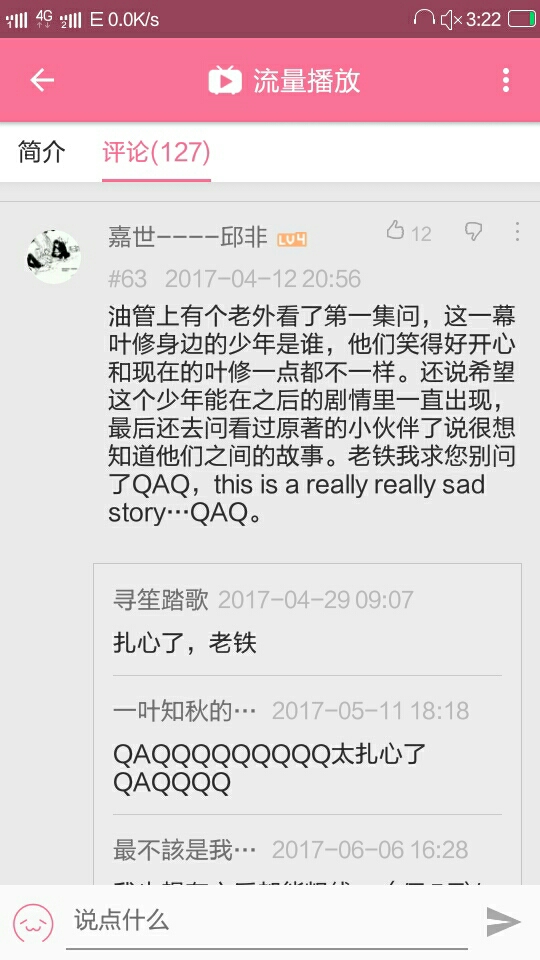 1 4G 2 E 0.0K/s 3:22
流量播放
简介 评论(127)
嘉世----邱非 LV4 12
#63 2017-04-12 20:56
油管上有个老外看了第一集问，这一幕
叶修身边的少年是谁，他们笑得好开心
和现在的叶修一点都不一样。还说希望
这个少年能在之后的剧情里一直出现，
最后还去问看过原著的小伙伴了说很想
知道他们之间的故事。老铁我求您别问
了QAQ，this is a really really sad
story…QAQ。
寻笙踏歌 2017-04-29 09:07
扎心了，老铁
一叶知秋的… 2017-05-11 18:18
QAQQQQQQQQQ太扎心了
QAQQQQ
最不該是我… 2017-06-06 16:28
说点什么